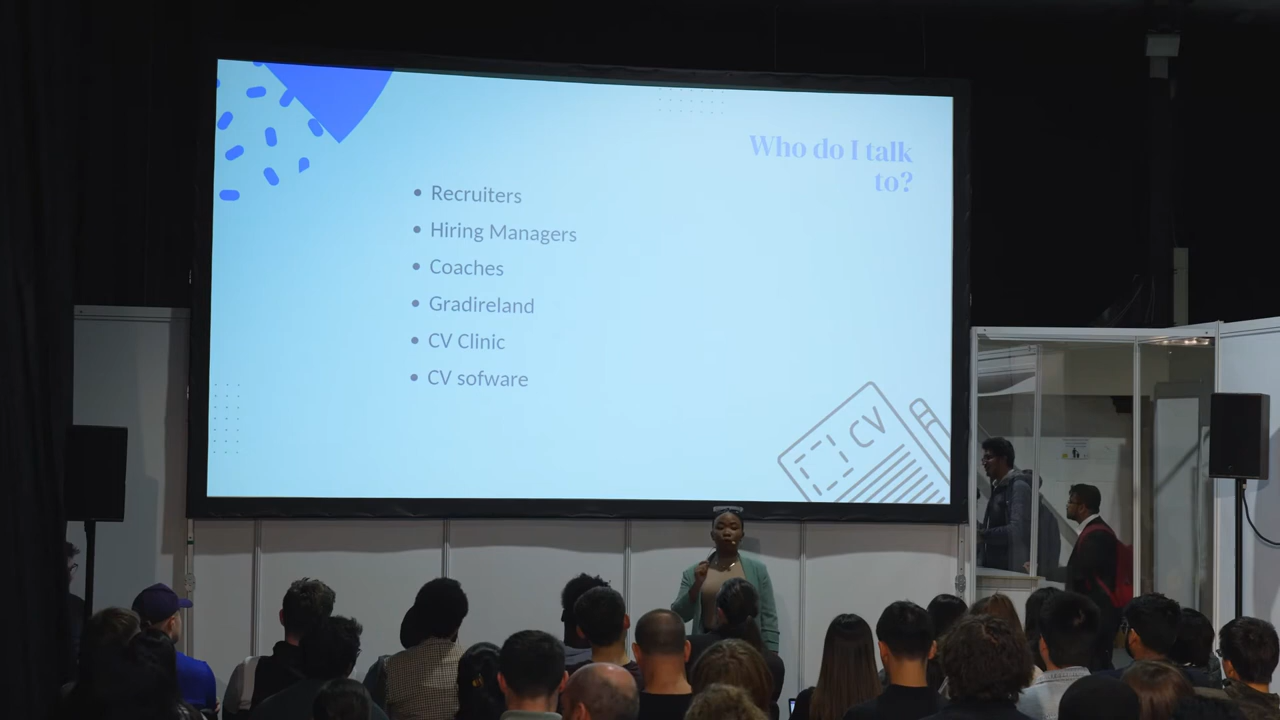 Who do I talk
to?
• Recruiters
• Hiring Managers
• Coaches
• Gradireland
• CV Clinic
• CV sofware
CV